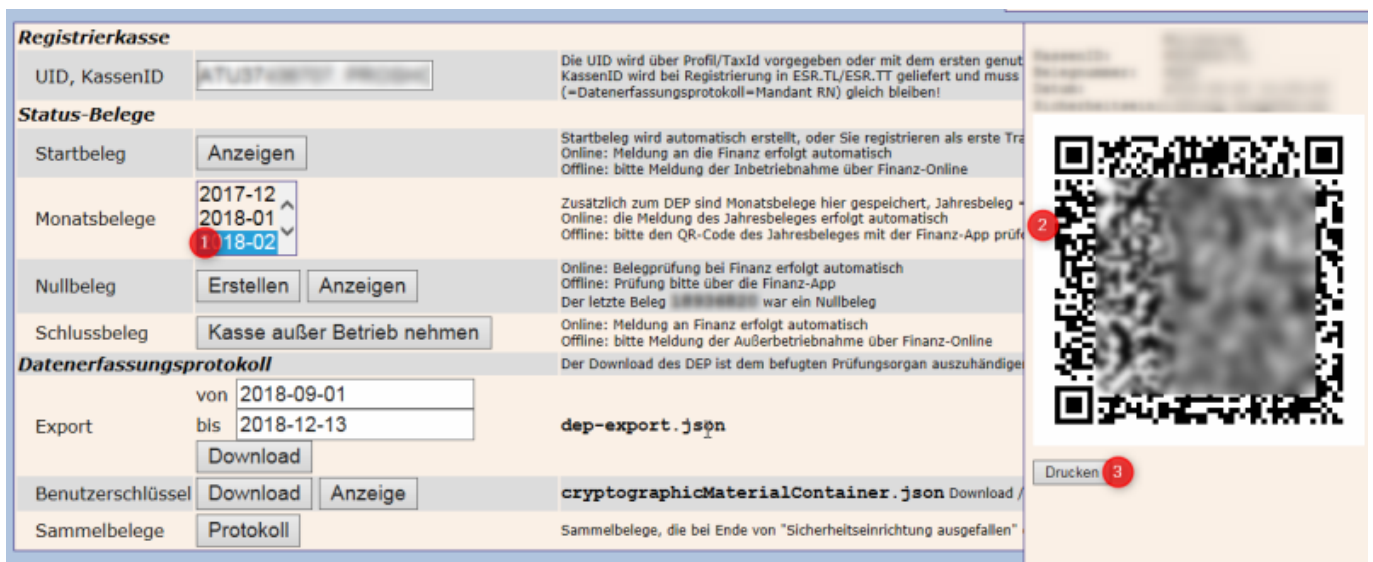 Registrierkasse
UID, KassenID
Die UID wird über Profil/TaxId vorgegeben oder mit dem ersten genut
KassenID wird bei Registrierung in ESR.TL/ESR.TT geliefert und muss
(=Datenerfassungsprotokoll=Mandant RN) gleich bleiben!
Status-Belege
Startbeleg
Anzeigen
Startbeleg wird automatisch erstellt, oder Sie registrieren als erste Tra
Online: Meldung an die Finanz erfolgt automatisch
Offline: bitte Meldung der Inbetriebnahme über Finanz-Online
Monatsbelege
2017-12
2018-01
18-02
1
Zusätzlich zum DEP sind Monatsbelege hier gespeichert, Jahresbeleg =
Online: die Meldung des Jahresbeleges erfolgt automatisch
Offline: bitte den QR-Code des Jahresbeleges mit der Finanz-App prüfe
2
Nullbeleg
Erstellen Anzeigen
Online: Belegprüfung bei Finanz erfolgt automatisch
Offline: Prüfung bitte über die Finanz-App
Der letzte Beleg war ein Nullbeleg
Schlussbeleg
Kasse außer Betrieb nehmen
Online: Meldung an Finanz erfolgt automatisch
Offline: bitte Meldung der Außerbetriebnahme über Finanz-Online
Datenerfassungsprotokoll
Der Download des DEP ist dem befugten Prüfungsorgan auszuhändigen
Export
von 2018-09-01
bis 2018-12-13
Download
dep-export.json
Drucken 3
Benutzerschlüssel
Download Anzeige
cryptographicMaterialContainer.json Download /
Sammelbelege
Protokoll
Sammelbelege, die bei Ende von "Sicherheitseinrichtung ausgefallen"